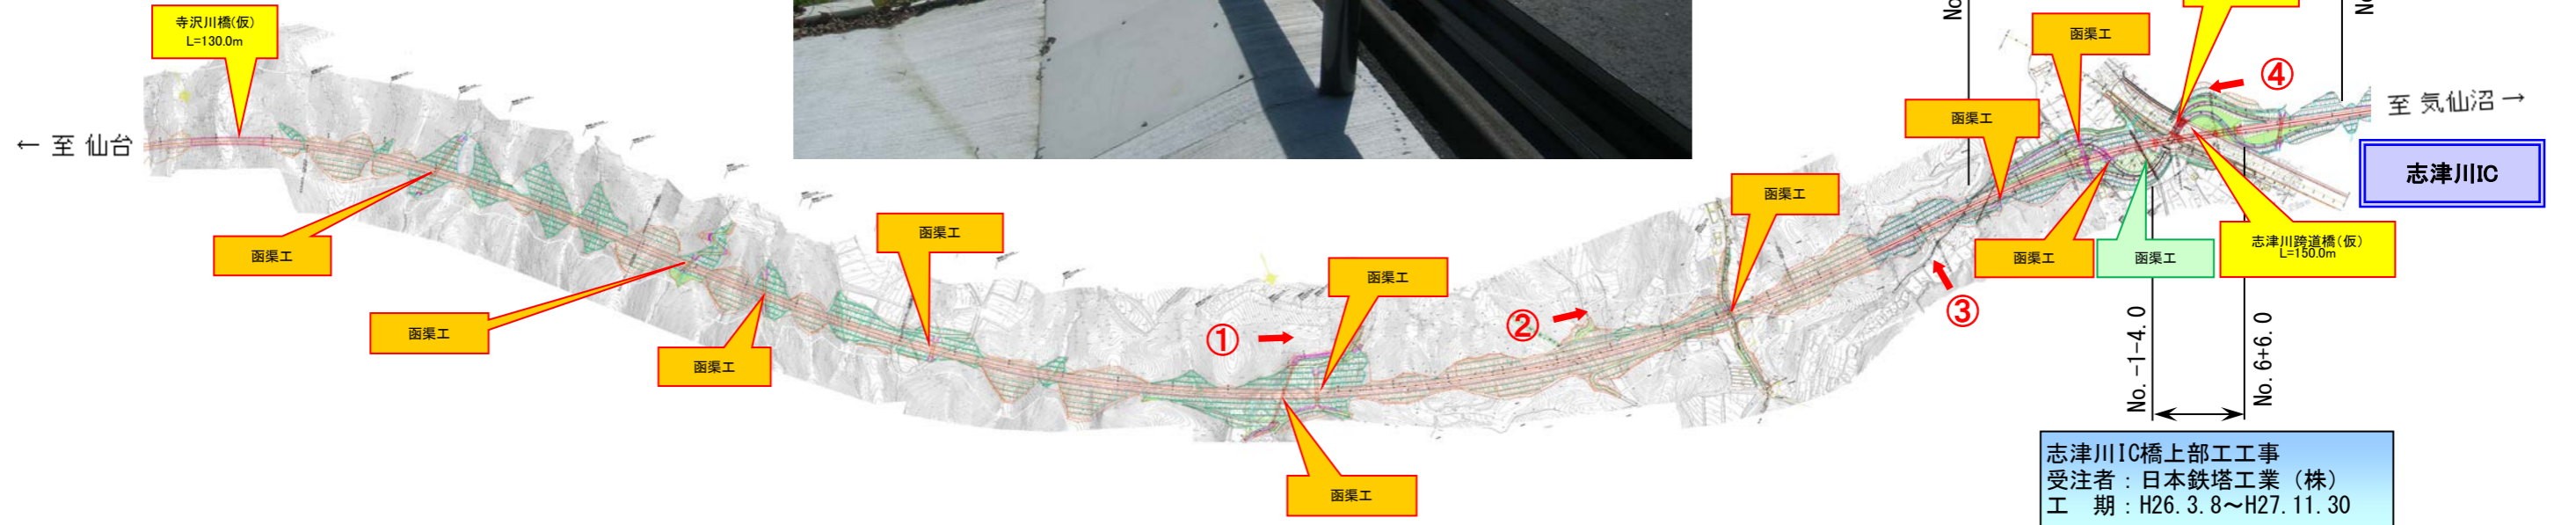 寺沢川橋(仮)
L=130.0m
← 至 仙台
函渠工
函渠工
函渠工
函渠工
函渠工
函渠工
函渠工
函渠工
函渠工
函渠工
函渠工
志津川跨道橋(仮)
L=150.0m
①
②
③
④
至 気仙沼 →
志津川IC
No
No
No. -1-4.0
No. 6+6.0
志津川IC橋上部工工事
受注者：日本鉄塔工業（株）
工　期：H26.3.8～H27.11.30